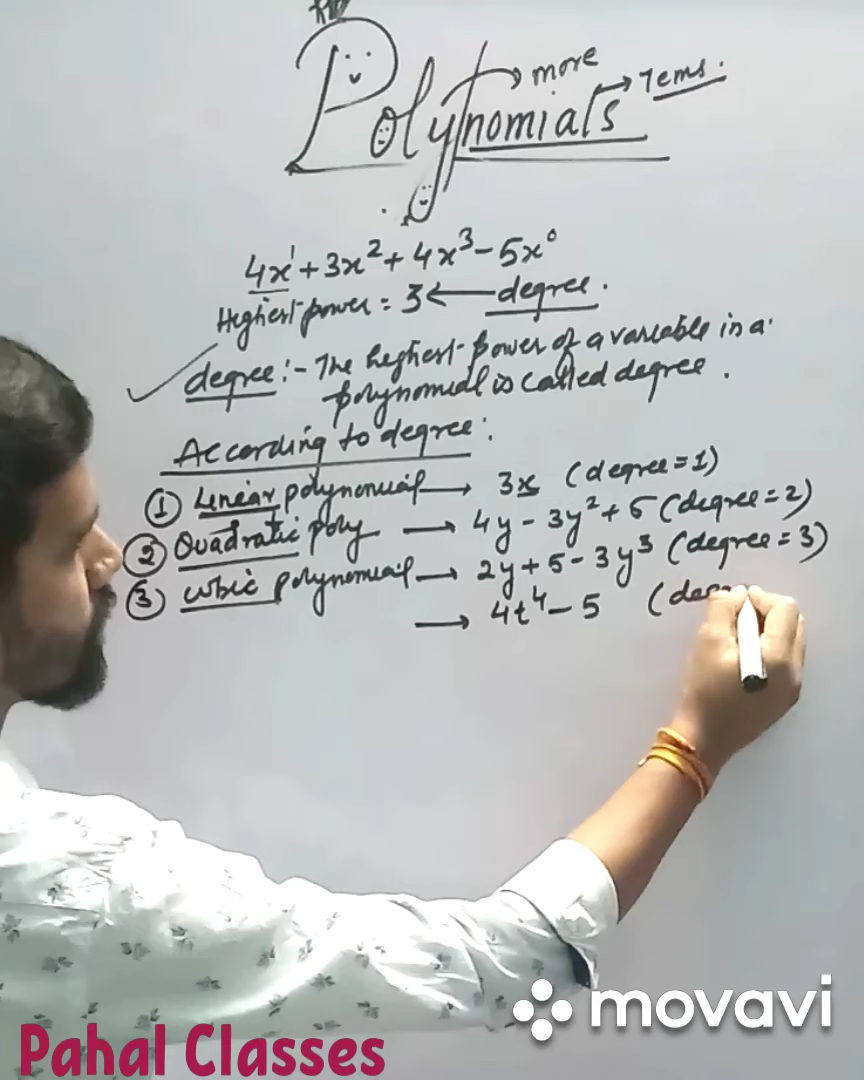 more
Tems.
Polynomials
4x¹ + 3x² + 4x³ - 5x⁰
Highest power = 3 ← degree.
degree :- The highest power of a variable in a
polynomial is called degree.
According to degree:
① Linear polynomial → 3x (degree = 1)
② Quadratic poly → 4y - 3y² + 5 (degree = 2)
③ cubic polynomial → 2y + 5 - 3y³ (degree = 3)
→ 4t⁴ - 5 (deg
movavi
Pahal Classes